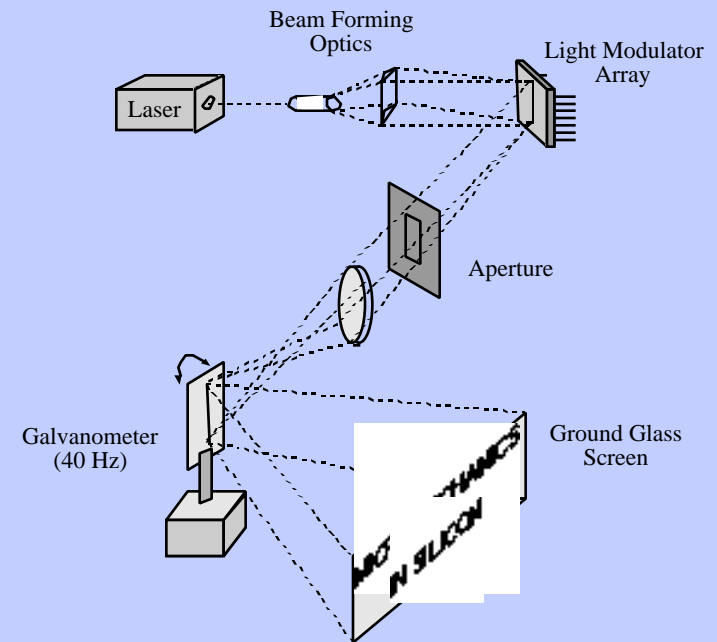 Beam Forming
Optics
Light Modulator
Array
Laser
Aperture
Galvanometer
(40 Hz)
Ground Glass
Screen
CHANICS
IN SILICON